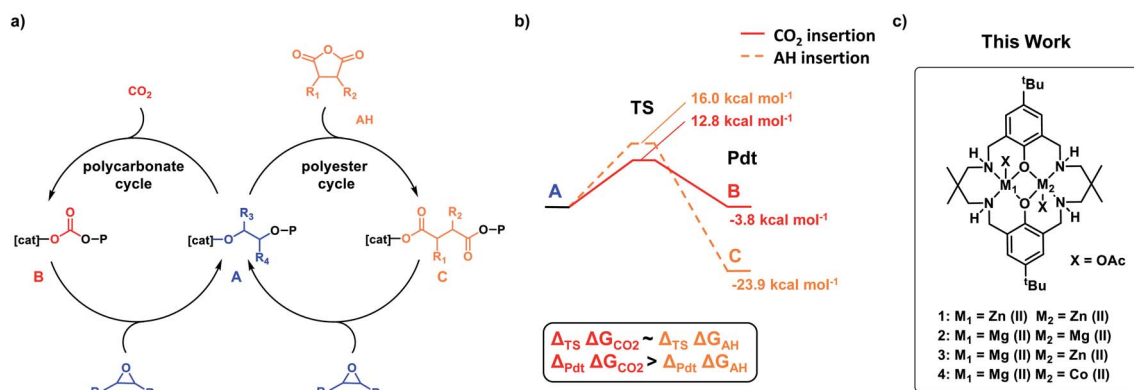 a)
CO2
O
O
O
R1
R2
AH
polycarbonate cycle
polyester cycle
[cat]
O
O
O
O–P
B
R3
[cat]
O
O–P
R4
A
O
R2
[cat]
O
O–P
R1
O
C
O
O
b)
CO2 insertion
AH insertion
TS
16.0 kcal mol-1
12.8 kcal mol-1
Pdt
A
B
-3.8 kcal mol-1
C
-23.9 kcal mol-1
ΔTS ΔGCO2 ~ ΔTS ΔGAH
ΔPdt ΔGCO2 > ΔPdt ΔGAH
c)
This Work
tBu
H
N
X
O
N
H
M1
M2
N
H
O
X
N
H
X = OAc
tBu
1: M1 = Zn (II) M2 = Zn (II)
2: M1 = Mg (II) M2 = Mg (II)
3: M1 = Mg (II) M2 = Zn (II)
4: M1 = Mg (II) M2 = Co (II)